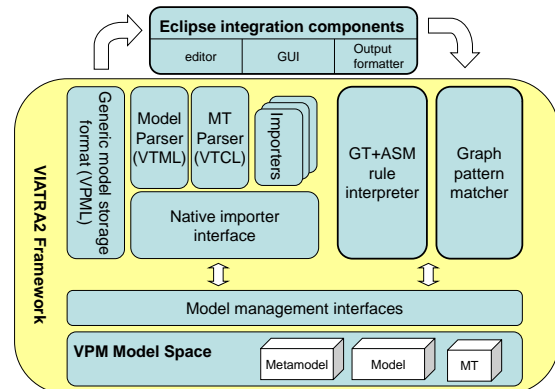 Eclipse integration components
editor
GUI
Output
formatter
VIATRA2 Framework
Generic model storage
format (VPML)
Model
Parser
(VTML)
MT
Parser
(VTCL)
Importers
Native importer
interface
GT+ASM
rule
interpreter
Graph
pattern
matcher
Model management interfaces
VPM Model Space
Metamodel
Model
MT